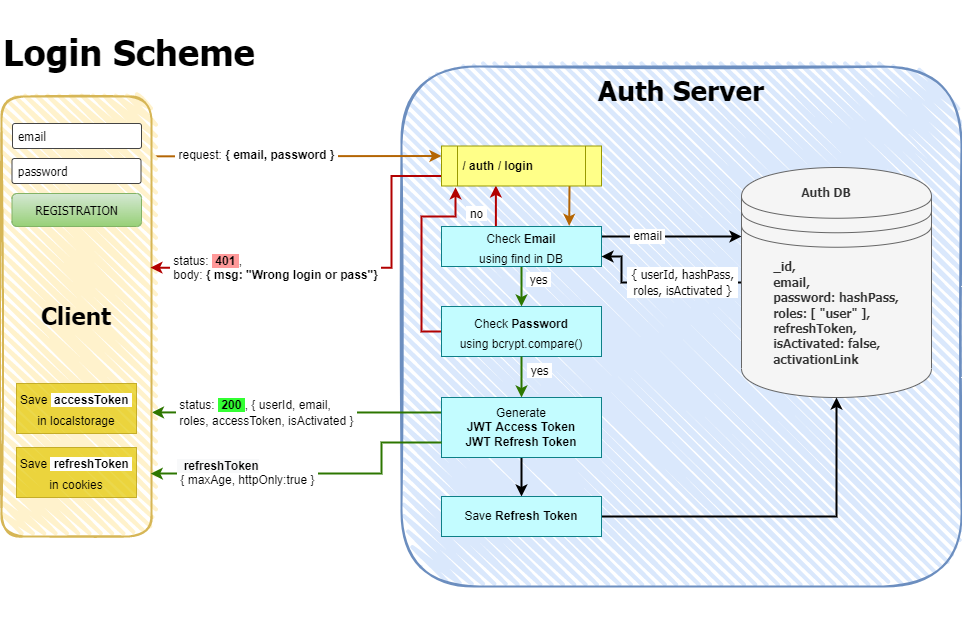 Login Scheme
Auth Server
email
password
REGISTRATION
Client
Save accessToken
in localstorage
Save refreshToken
in cookies
request: { email, password }
status: 401,
body: { msg: "Wrong login or pass"}
status: 200, { userId, email,
roles, accessToken, isActivated }
refreshToken
{ maxAge, httpOnly:true }
/ auth / login
no
Check Email
using find in DB
yes
Check Password
using bcrypt.compare()
yes
Generate
JWT Access Token
JWT Refresh Token
Save Refresh Token
email
{ userId, hashPass,
roles, isActivated }
Auth DB
_id,
email,
password: hashPass,
roles: [ "user" ],
refreshToken,
isActivated: false,
activationLink